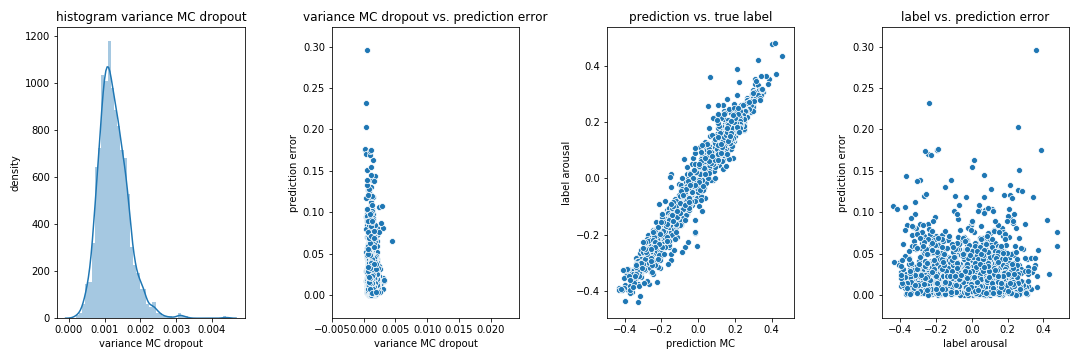 histogram variance MC dropout
density
1200
1000
800
600
400
200
0
0.000 0.001 0.002 0.003 0.004
variance MC dropout
variance MC dropout vs. prediction error
prediction error
0.30
0.25
0.20
0.15
0.10
0.05
0.00
−0.005 0.000 0.005 0.010 0.015 0.020
variance MC dropout
prediction vs. true label
label arousal
0.4
0.2
0.0
−0.2
−0.4
−0.4 −0.2 0.0 0.2 0.4
prediction MC
label vs. prediction error
prediction error
0.30
0.25
0.20
0.15
0.10
0.05
0.00
−0.4 −0.2 0.0 0.2 0.4
label arousal